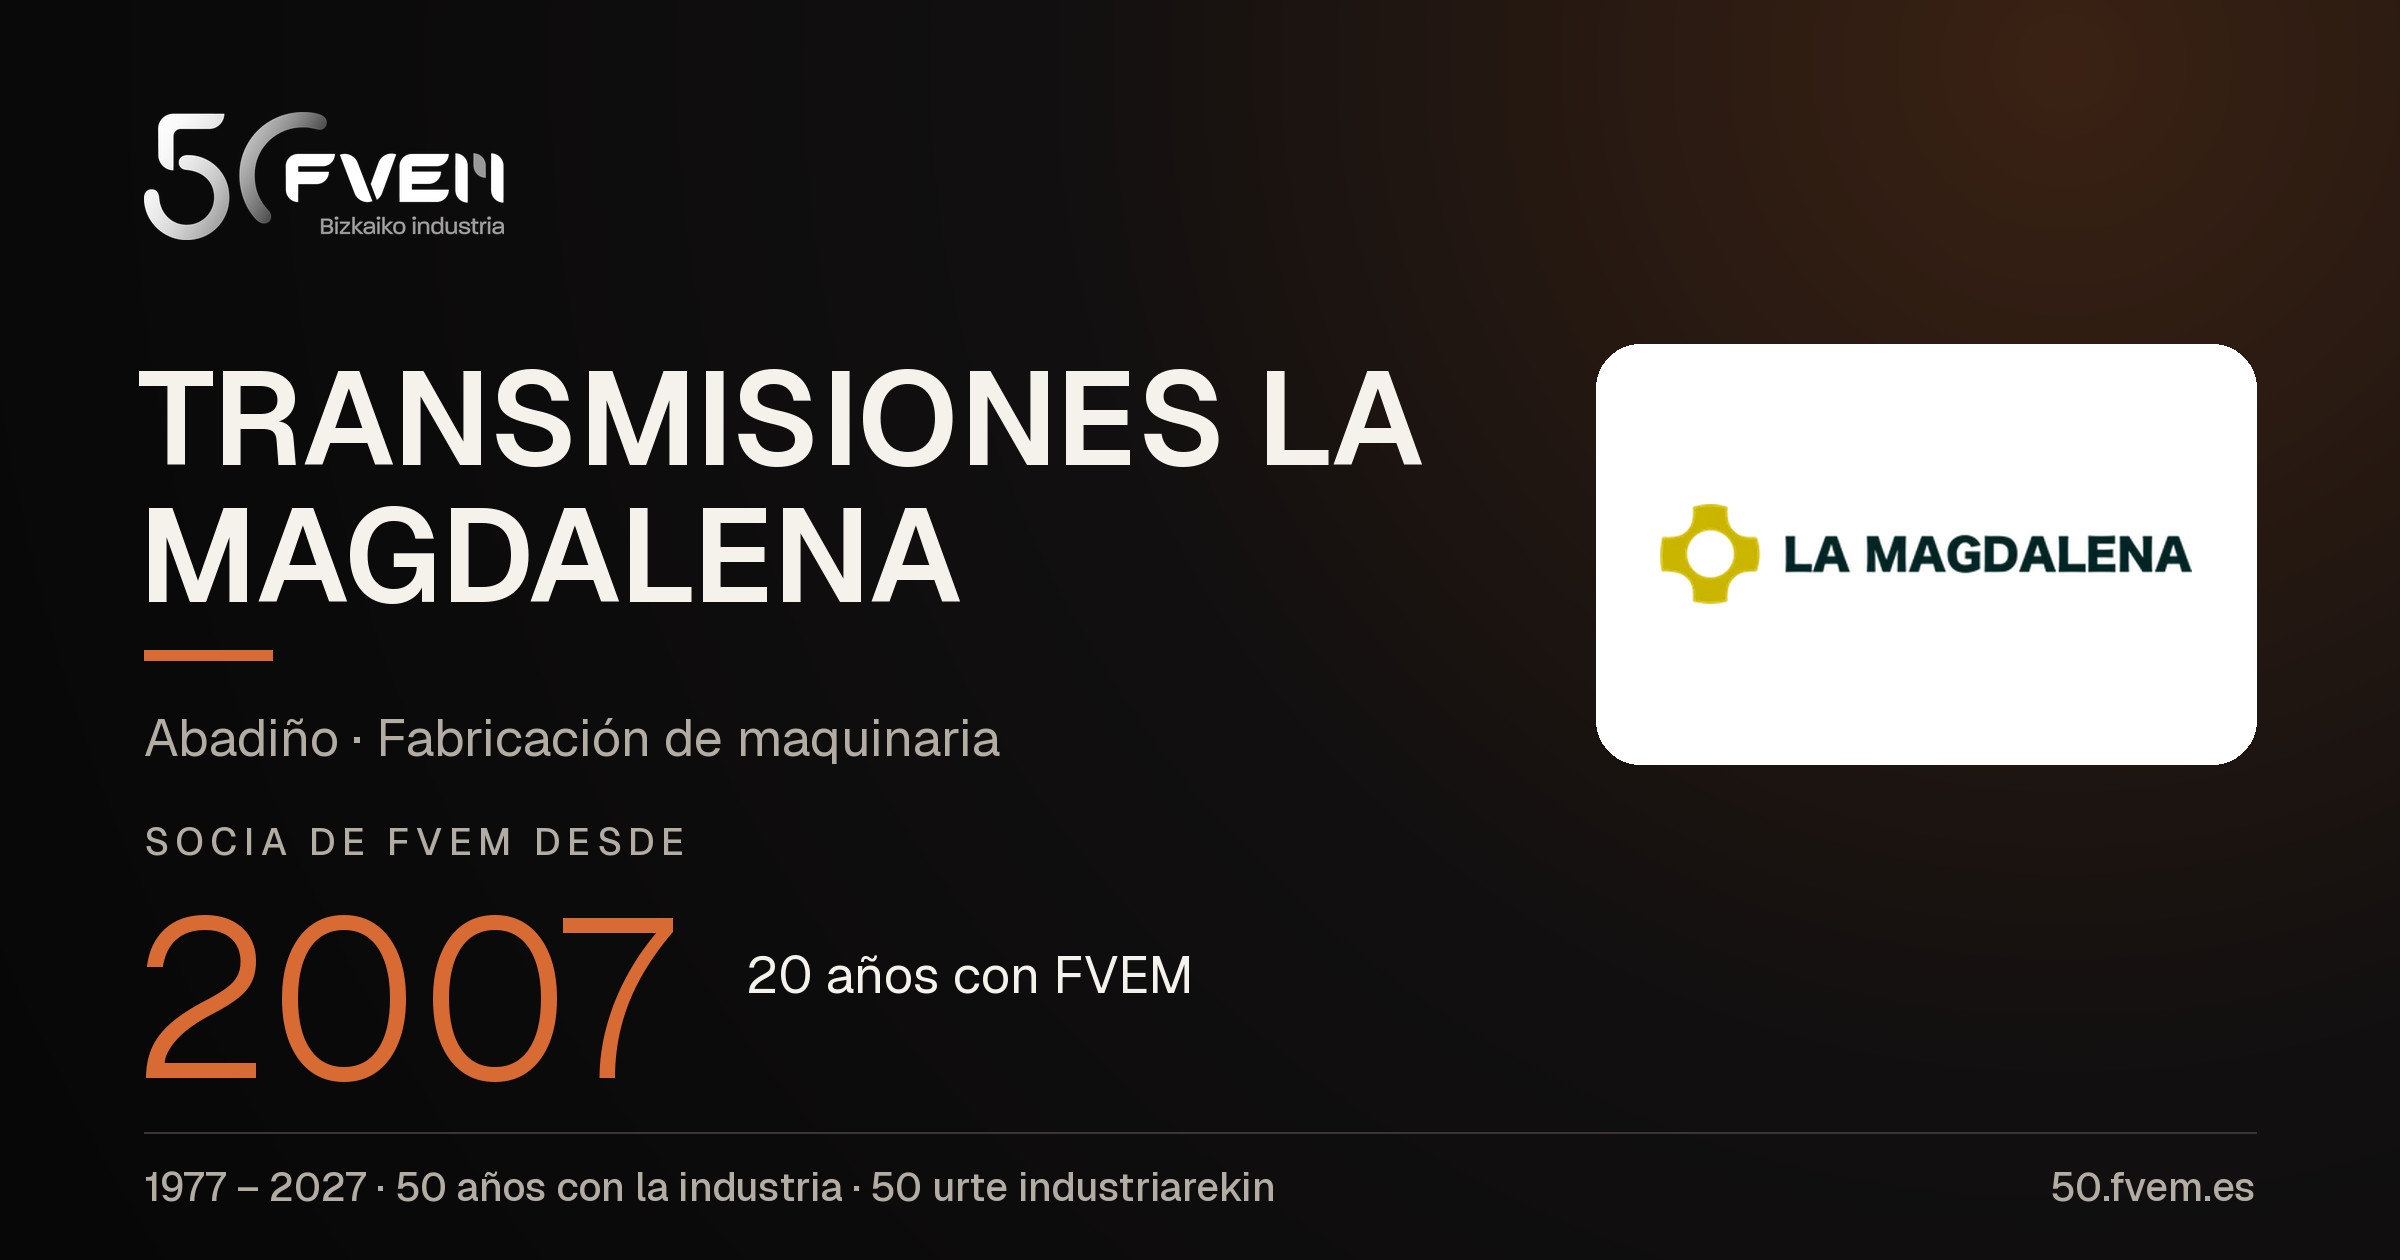 50 FVEM
Bizkaiko industria
TRANSMISIONES LA
MAGDALENA
LA MAGDALENA
Abadiño · Fabricación de maquinaria
SOCIA DE FVEM DESDE
2007
20 años con FVEM
1977 – 2027 · 50 años con la industria · 50 urte industriarekin
50.fvem.es